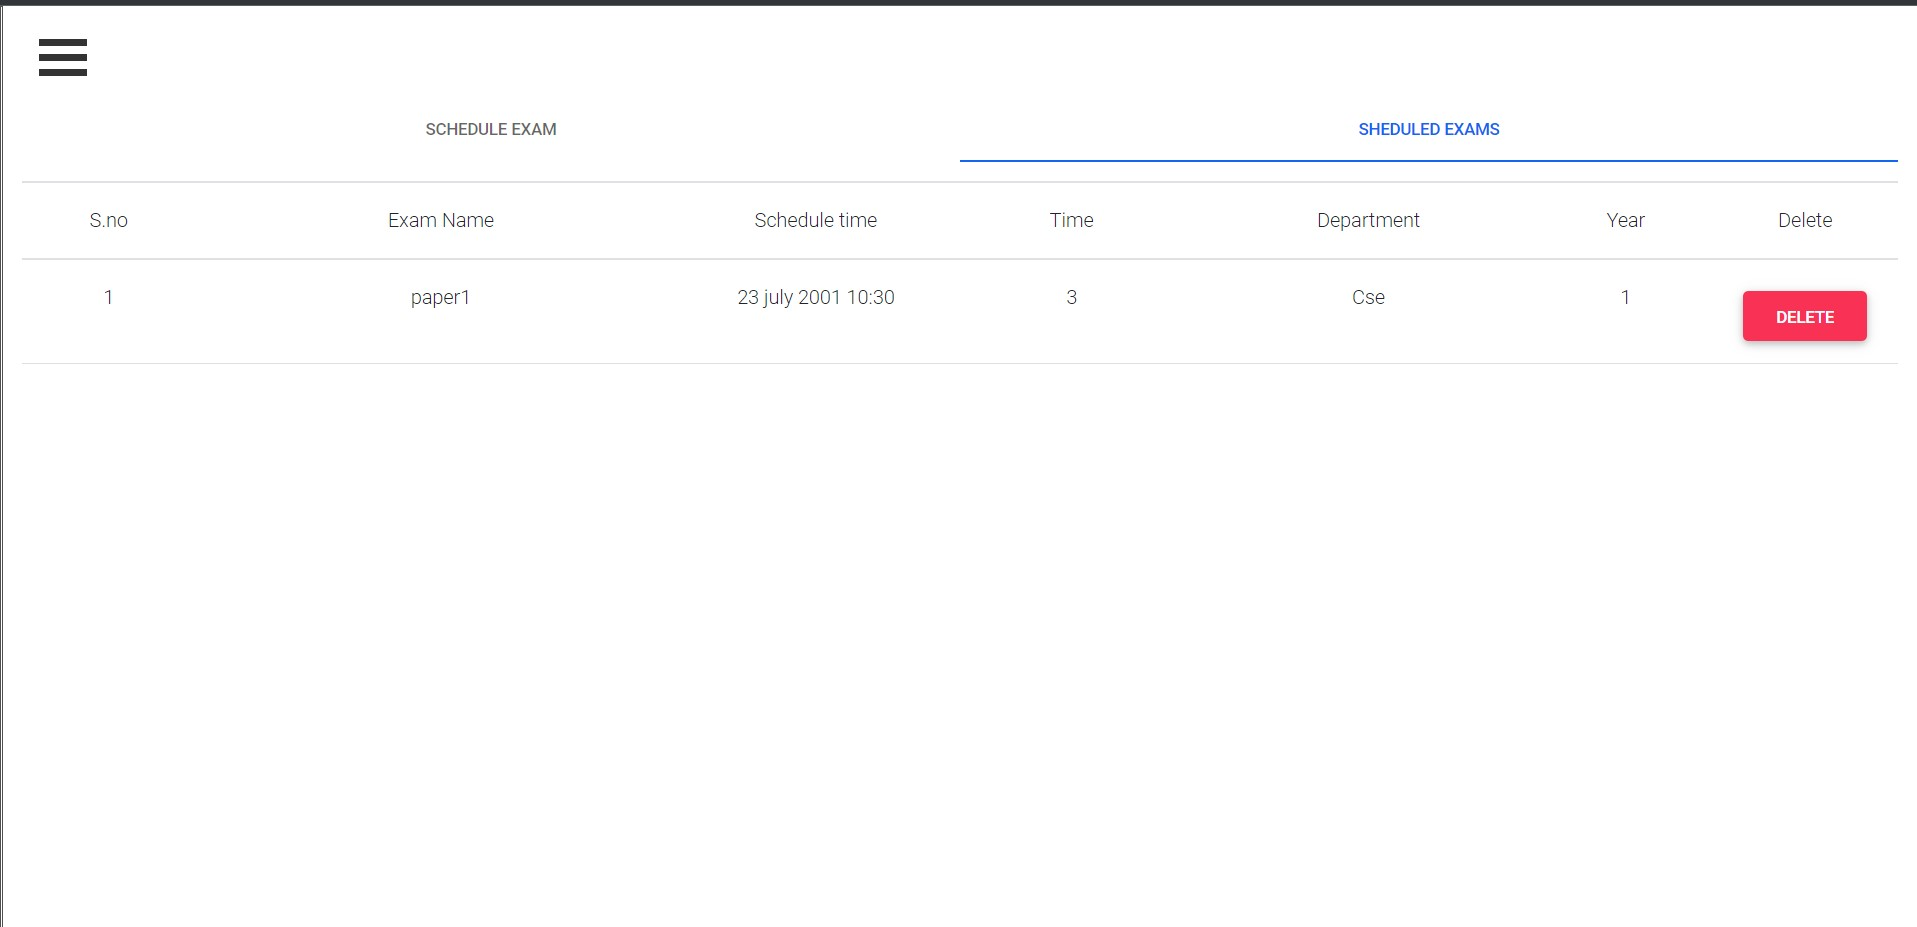 SCHEDULE EXAM SHEDULED EXAMS
S.no Exam Name Schedule time Time Department Year Delete
1 paper1 23 july 2001 10:30 3 Cse 1 DELETE